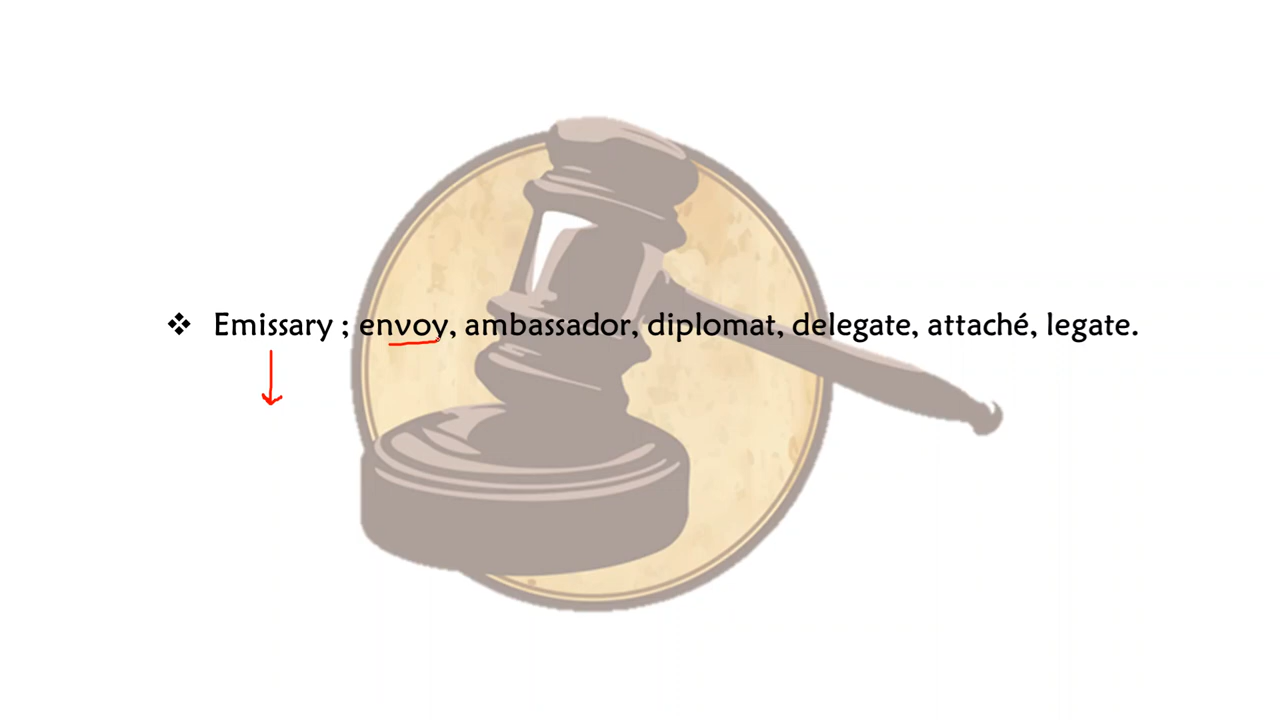 ❖ Emissary ; envoy, ambassador, diplomat, delegate, attaché, legate.